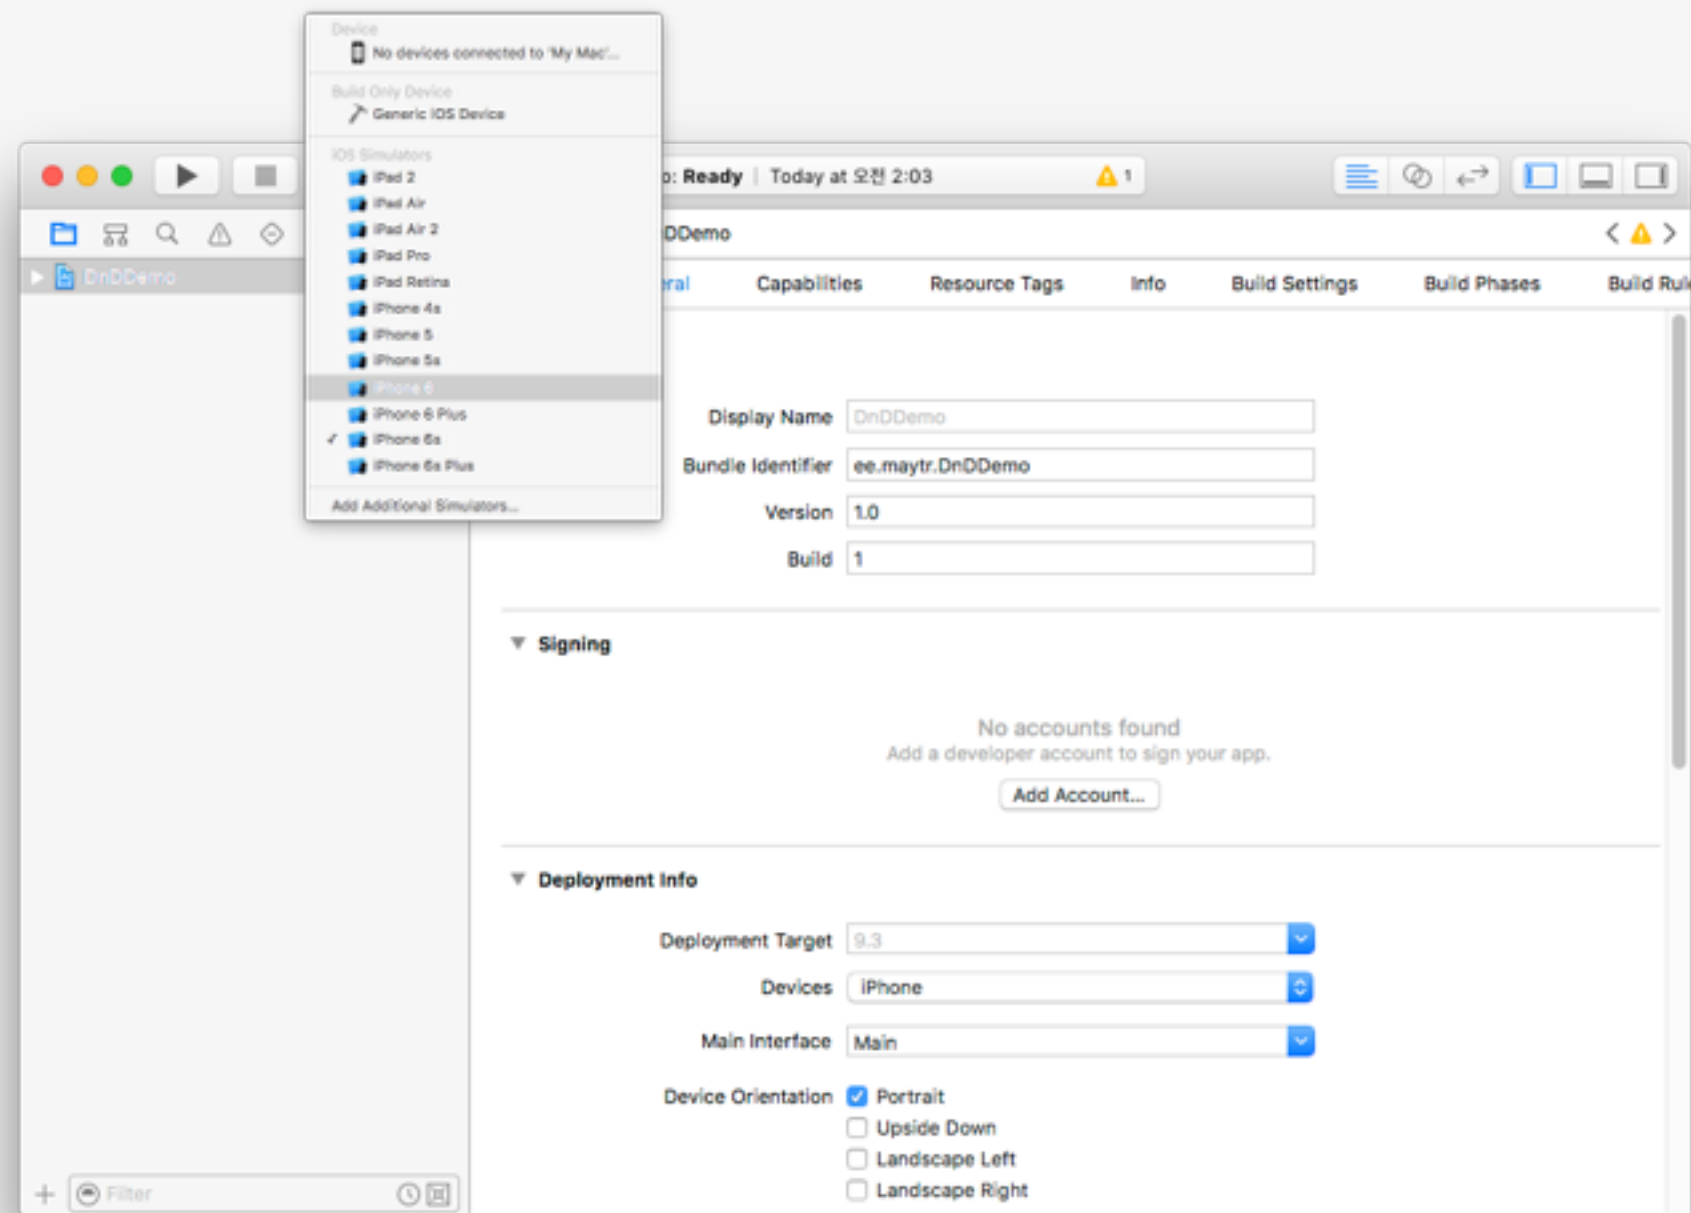 Device
No devices connected to 'My Mac'...
Build Only Device
Generic iOS Device
iOS Simulators
iPad 2
iPad Air
iPad Air 2
iPad Pro
iPad Retina
iPhone 4s
iPhone 5
iPhone 5s
iPhone 6
iPhone 6 Plus
✓ iPhone 6s
iPhone 6s Plus
Add Additional Simulators...
o: Ready | Today at 오전 2:03
1
DDemo
DnDDemo
eral Capabilities Resource Tags Info Build Settings Build Phases Build Rul
Display Name DnDDemo
Bundle Identifier ee.maytr.DnDDemo
Version 1.0
Build 1
Signing
No accounts found
Add a developer account to sign your app.
Add Account...
Deployment Info
Deployment Target 9.3
Devices iPhone
Main Interface Main
Device Orientation Portrait
Upside Down
Landscape Left
Landscape Right
Filter